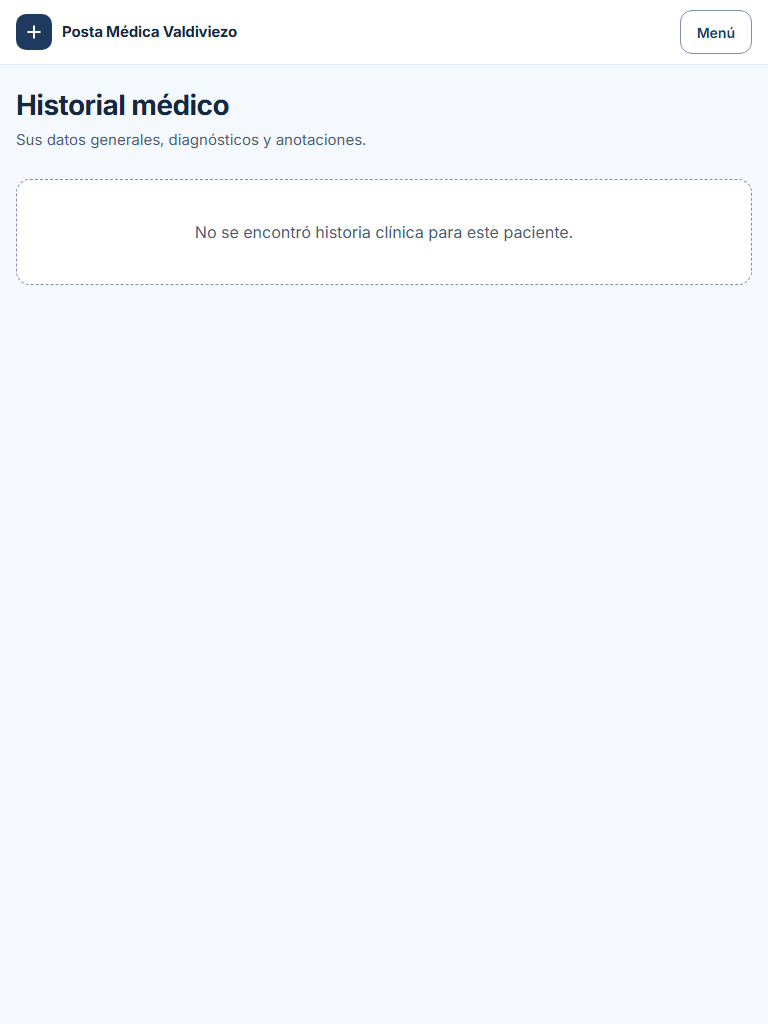 Posta Médica Valdiviezo
Menú
Historial médico
Sus datos generales, diagnósticos y anotaciones.
No se encontró historia clínica para este paciente.